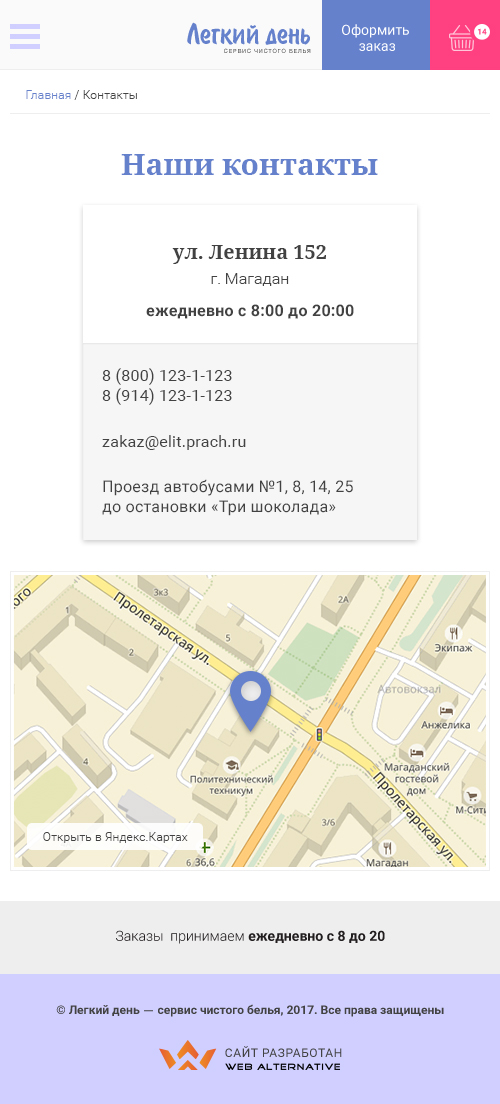 Легкий день
СЕРВИС ЧИСТОГО БЕЛЬЯ
Оформить
заказ
14
Главная / Контакты
Наши контакты
ул. Ленина 152
г. Магадан
ежедневно с 8:00 до 20:00
8 (800) 123-1-123
8 (914) 123-1-123
zakaz@elit.prach.ru
Проезд автобусами №1, 8, 14, 25
до остановки «Три шоколада»
ого
3к3
2А
1
Пролетарская ул.
5
2
Экипаж
Автовокзал
Анжелика
Политехнический
техникум
Магаданский
гостевой
дом
4
М-Сити
3/6
Пролетарская ул.
Открыть в Яндекс.Картах
6
36,6
Магадан
Заказы принимаем ежедневно с 8 до 20
© Легкий день — сервис чистого белья, 2017. Все права защищены
САЙТ РАЗРАБОТАН
WEB ALTERNATIVE